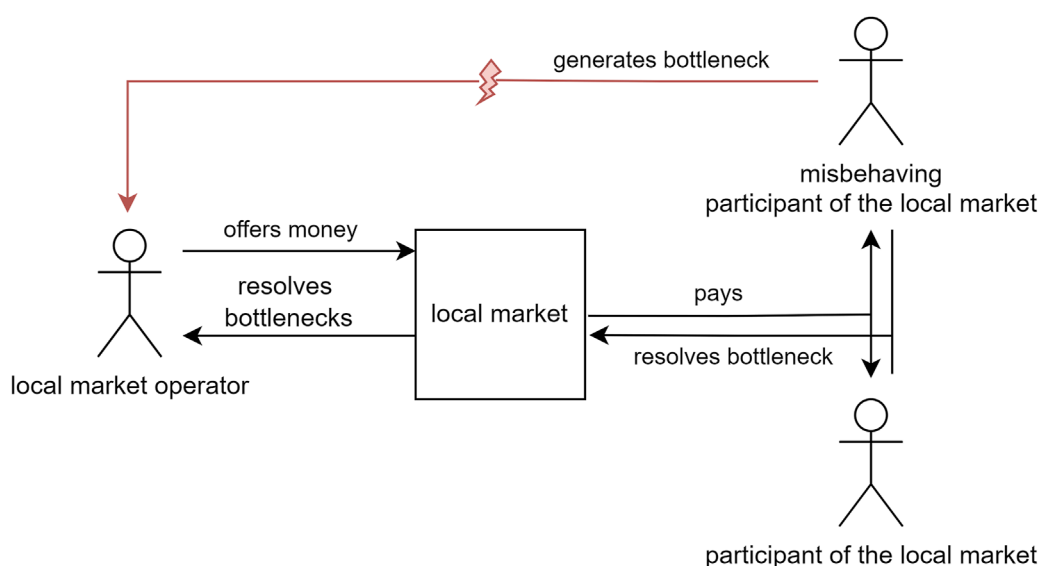 generates bottleneck
misbehaving
participant of the local market
offers money
resolves
bottlenecks
local market
pays
resolves bottleneck
local market operator
participant of the local market